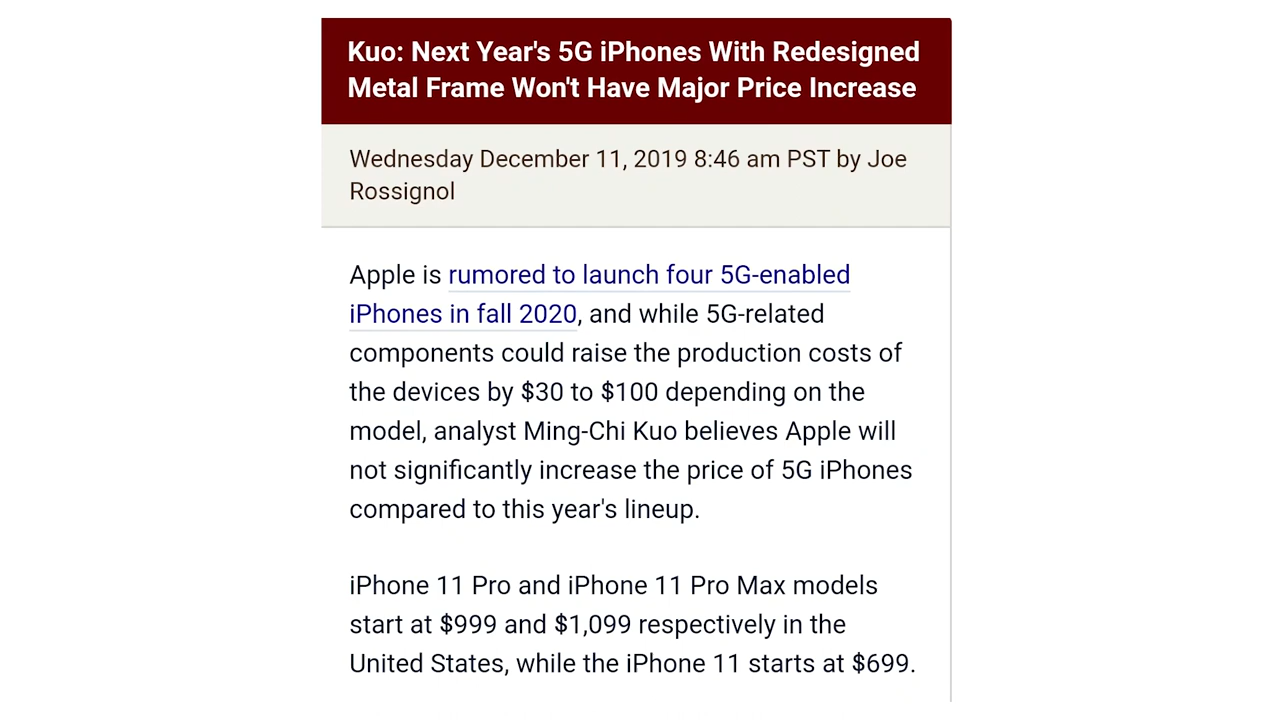 Kuo: Next Year's 5G iPhones With Redesigned
Metal Frame Won't Have Major Price Increase
Wednesday December 11, 2019 8:46 am PST by Joe
Rossignol
Apple is rumored to launch four 5G-enabled
iPhones in fall 2020, and while 5G-related
components could raise the production costs of
the devices by $30 to $100 depending on the
model, analyst Ming-Chi Kuo believes Apple will
not significantly increase the price of 5G iPhones
compared to this year's lineup.
iPhone 11 Pro and iPhone 11 Pro Max models
start at $999 and $1,099 respectively in the
United States, while the iPhone 11 starts at $699.